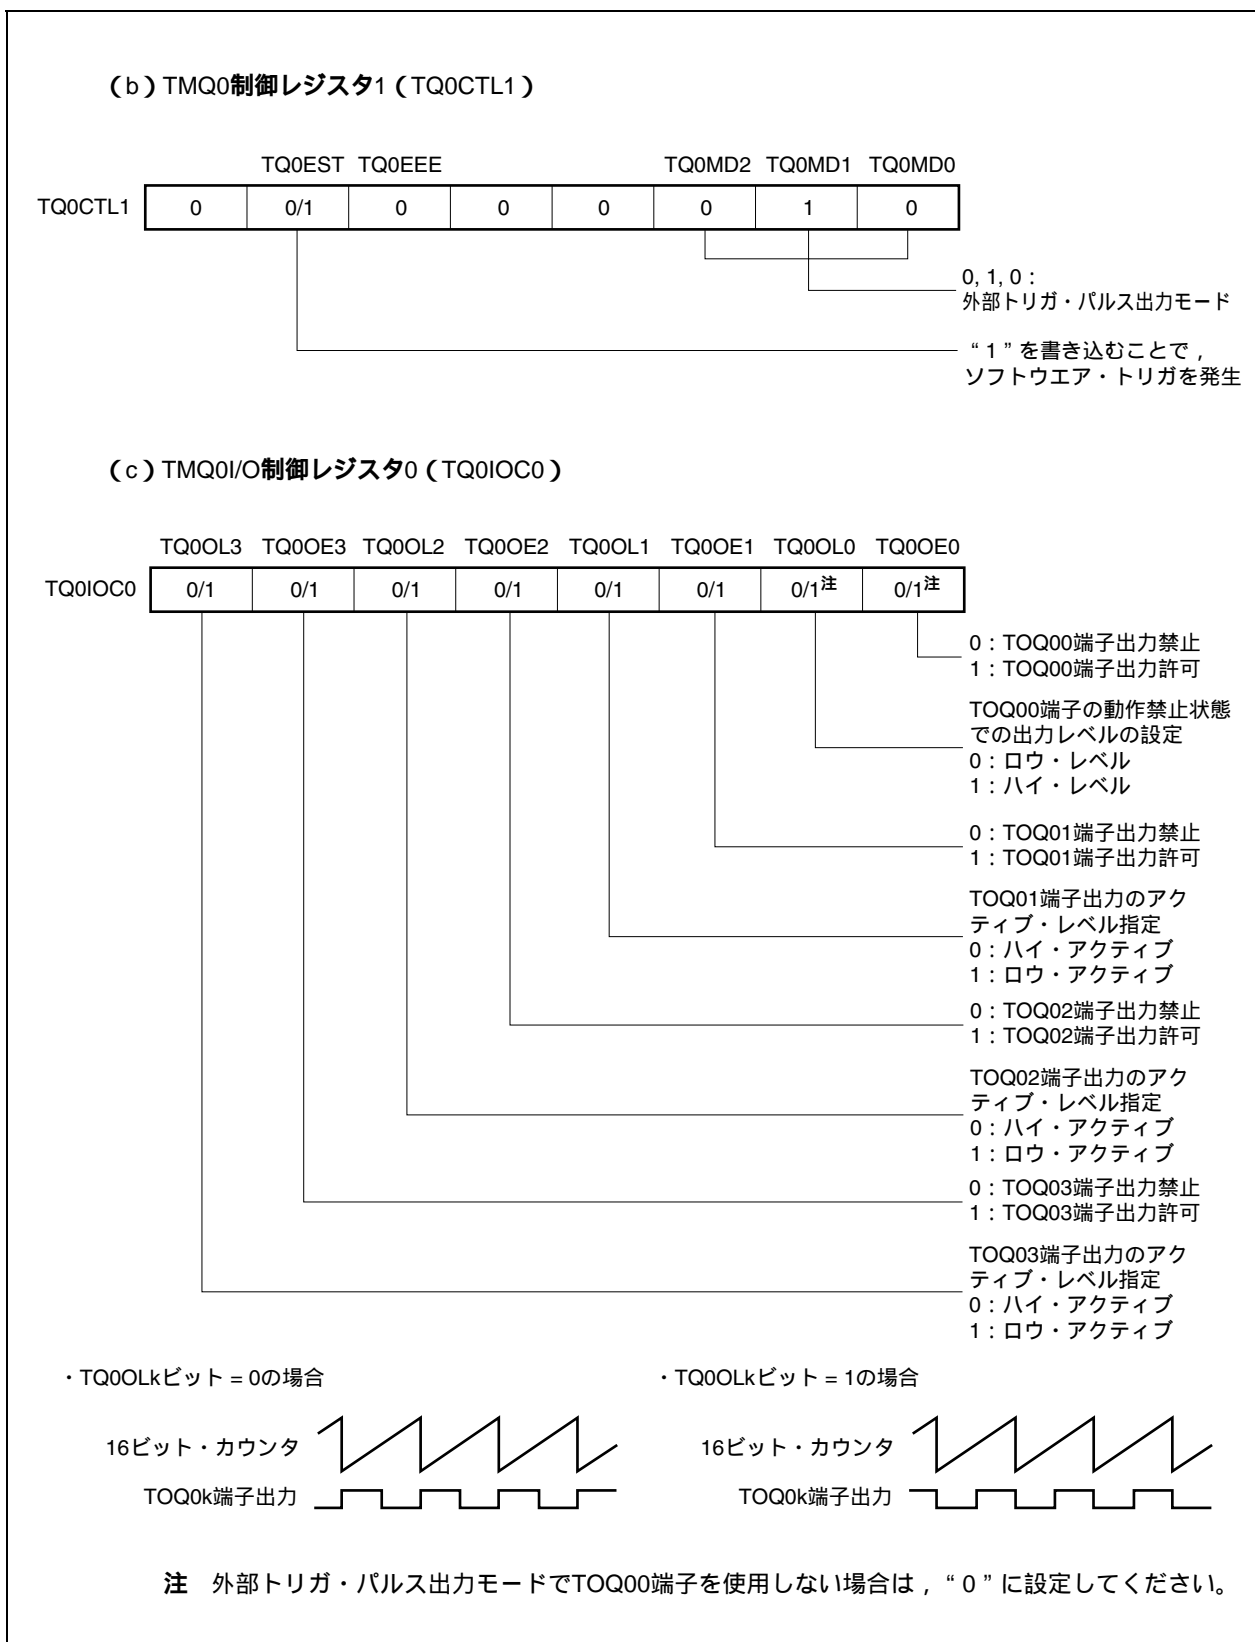 （b）TMQ0制御レジスタ1（TQ0CTL1）
TQ0EST TQ0EEE TQ0MD2 TQ0MD1 TQ0MD0
TQ0CTL1 0 0/1 0 0 0 0 1 0
0, 1, 0：
外部トリガ・パルス出力モード
“1”を書き込むことで，
ソフトウエア・トリガを発生
（c）TMQ0I/O制御レジスタ0（TQ0IOC0）
TQ0OL3 TQ0OE3 TQ0OL2 TQ0OE2 TQ0OL1 TQ0OE1 TQ0OL0 TQ0OE0
TQ0IOC0 0/1 0/1 0/1 0/1 0/1 0/1 0/1注 0/1注
0：TOQ00端子出力禁止
1：TOQ00端子出力許可
TOQ00端子の動作禁止状態
での出力レベルの設定
0：ロウ・レベル
1：ハイ・レベル
0：TOQ01端子出力禁止
1：TOQ01端子出力許可
TOQ01端子出力のアク
ティブ・レベル指定
0：ハイ・アクティブ
1：ロウ・アクティブ
0：TOQ02端子出力禁止
1：TOQ02端子出力許可
TOQ02端子出力のアク
ティブ・レベル指定
0：ハイ・アクティブ
1：ロウ・アクティブ
0：TOQ03端子出力禁止
1：TOQ03端子出力許可
TOQ03端子出力のアク
ティブ・レベル指定
0：ハイ・アクティブ
1：ロウ・アクティブ
・TQ0OLkビット = 0の場合 ・TQ0OLkビット = 1の場合
16ビット・カウンタ 16ビット・カウンタ
TOQ0k端子出力 TOQ0k端子出力
注 外部トリガ・パルス出力モードでTOQ00端子を使用しない場合は，“0”に設定してください。